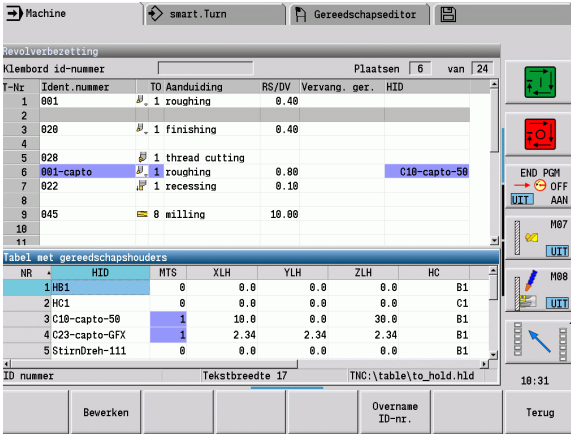 Machine smart.Turn Gereedschapseditor
Revolverbezetting
Klembord id-nummer Plaatsen 6 van 24
T-Nr Ident.nummer TO Aanduiding RS/DV Vervang. ger. HID
1 001 1 roughing 0.40
2
3 020 1 finishing 0.40
4
5 028 1 thread cutting
6 001-capto 1 roughing 0.80 C10-capto-50
7 022 1 recessing 0.10
8
9 045 8 milling 10.00
10
11
Tabel met gereedschapshouders
NR HID MTS XLH YLH ZLH HC
1 HB1 0 0.0 0.0 0.0 B1
2 HC1 0 0.0 0.0 0.0 C1
3 C10-capto-50 1 10.0 0.0 30.0 B1
4 C23-capto-GFX 1 2.34 2.34 2.34 B1
5 StirnDreh-111 0 0.0 0.0 0.0 B1
ID nummer Tekstbreedte 17 TNC:\table\to_hold.hld
END PGM
OFF
UIT AAN
M07
UIT
M08
UIT
10:31
Bewerken
Overname
ID-nr.
Terug